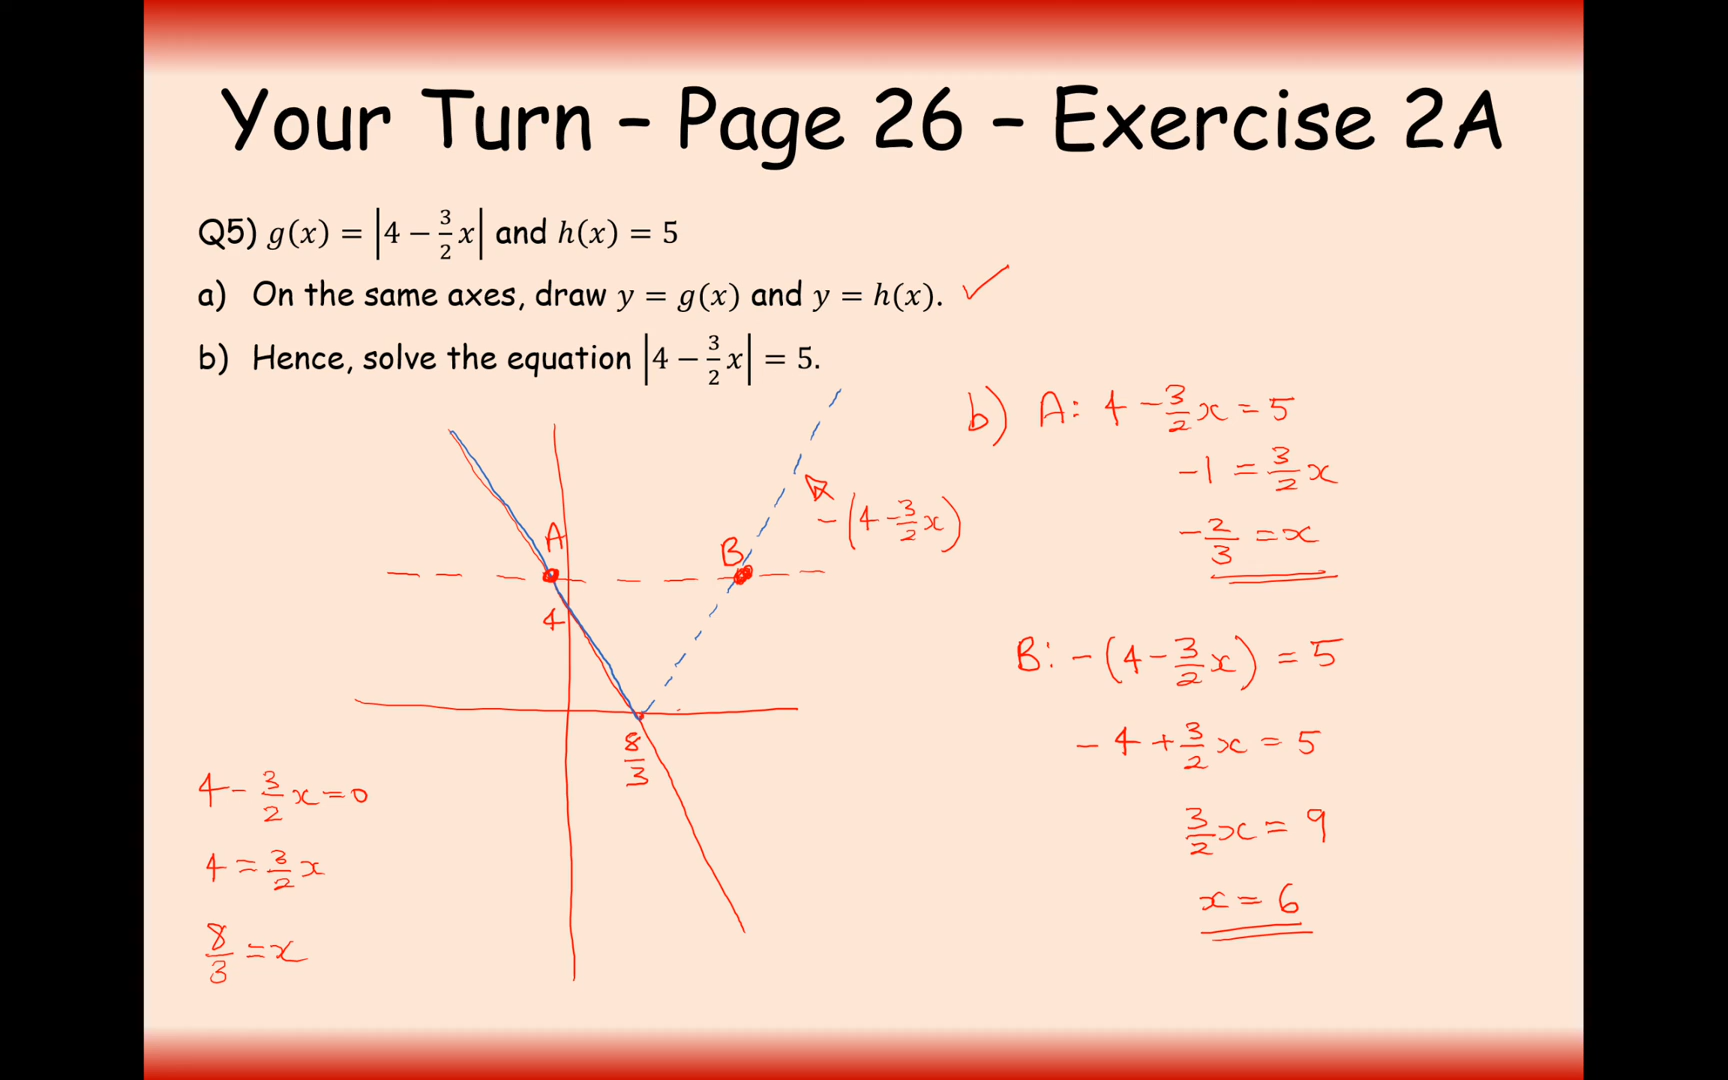 Your Turn – Page 26 – Exercise 2A
Q5) g(x) = |4 − 3/2 x| and h(x) = 5
a) On the same axes, draw y = g(x) and y = h(x). ✓
b) Hence, solve the equation |4 − 3/2 x| = 5.
A
B
4
8/3
−(4 − 3/2 x)
4 − 3/2 x = 0
4 = 3/2 x
8/3 = x
b) A: 4 − 3/2 x = 5
−1 = 3/2 x
−2/3 = x
B: −(4 − 3/2 x) = 5
−4 + 3/2 x = 5
3/2 x = 9
x = 6